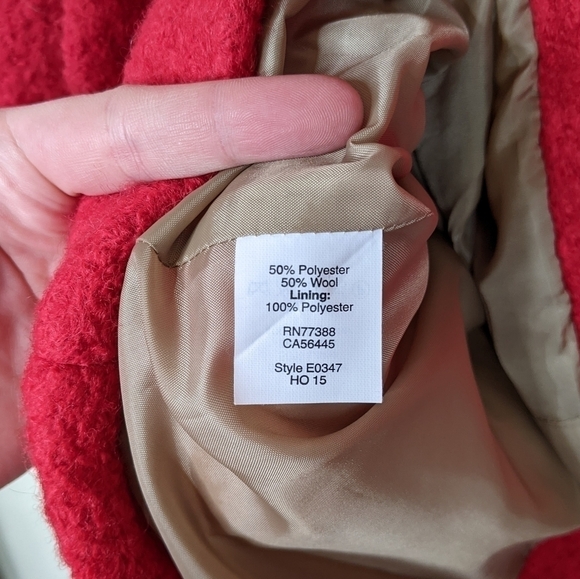 50% Polyester
50% Wool
Lining:
100% Polyester
RN77388
CA56445
Style E0347
HO 15